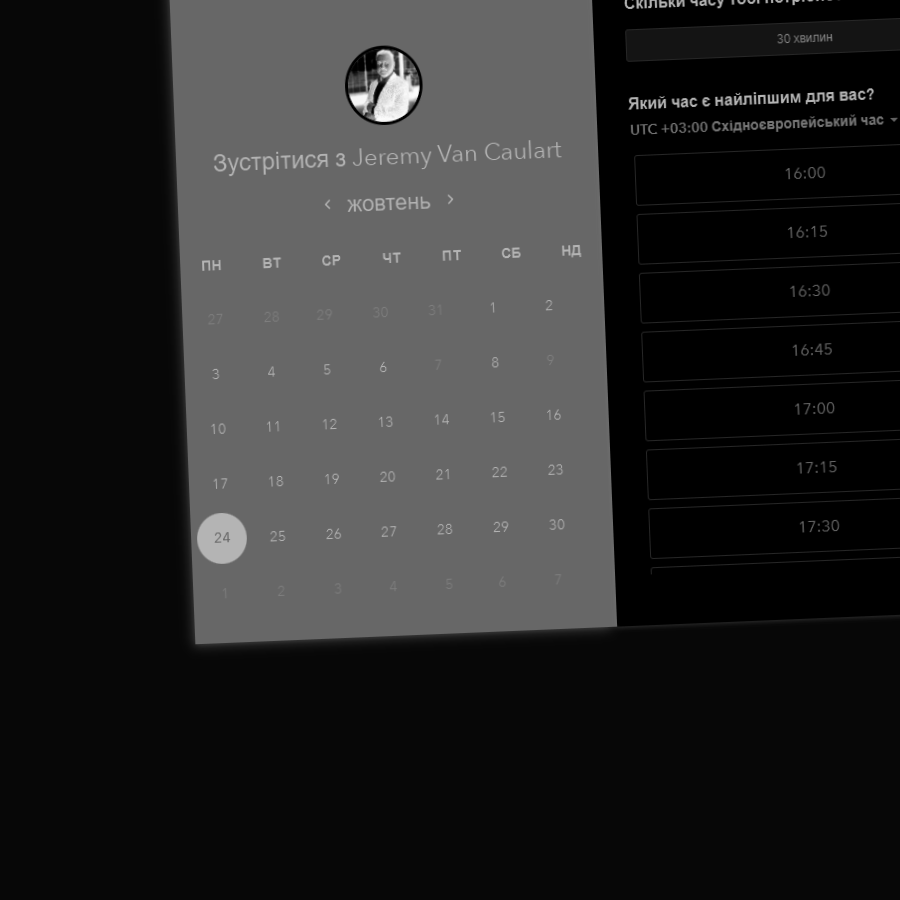 Скільки часу тобі
30 хвилин
Зустрітися з Jeremy Van Caulart
жовтень
ПН ВТ СР ЧТ ПТ СБ НД
27 28 29 30 31 1 2
3 4 5 6 7 8 9
10 11 12 13 14 15 16
17 18 19 20 21 22 23
24 25 26 27 28 29 30
1 2 3 4 5 6 7
Який час є найліпшим для вас?
UTC +03:00 Східноєвропейський час
16:00
16:15
16:30
16:45
17:00
17:15
17:30